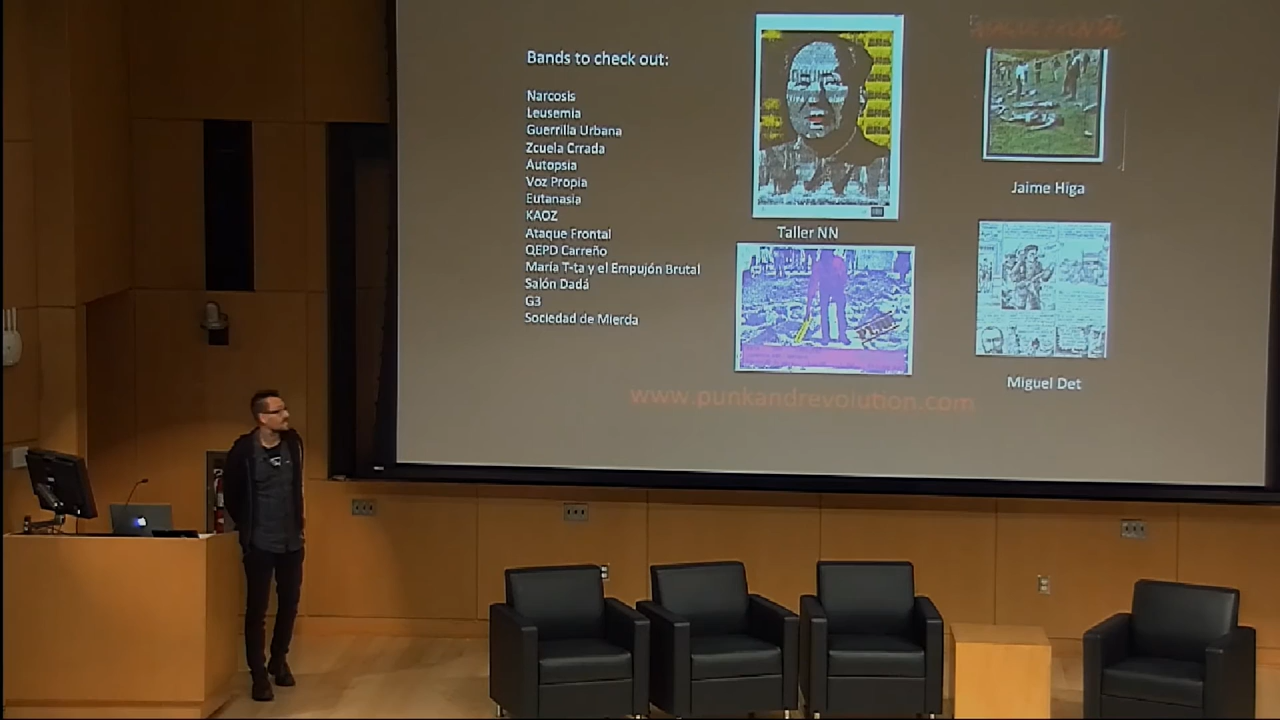 Bands to check out:
Narcosis
Leusemia
Guerrilla Urbana
Zcuela Crrada
Autopsia
Voz Propia
Eutanasia
KAOZ
Ataque Frontal
QEPD Carreño
María T-ta y el Empujón Brutal
Salón Dadá
G3
Sociedad de Mierda
Taller NN
Jaime Higa
Miguel Det
www.punkandrevolution.com